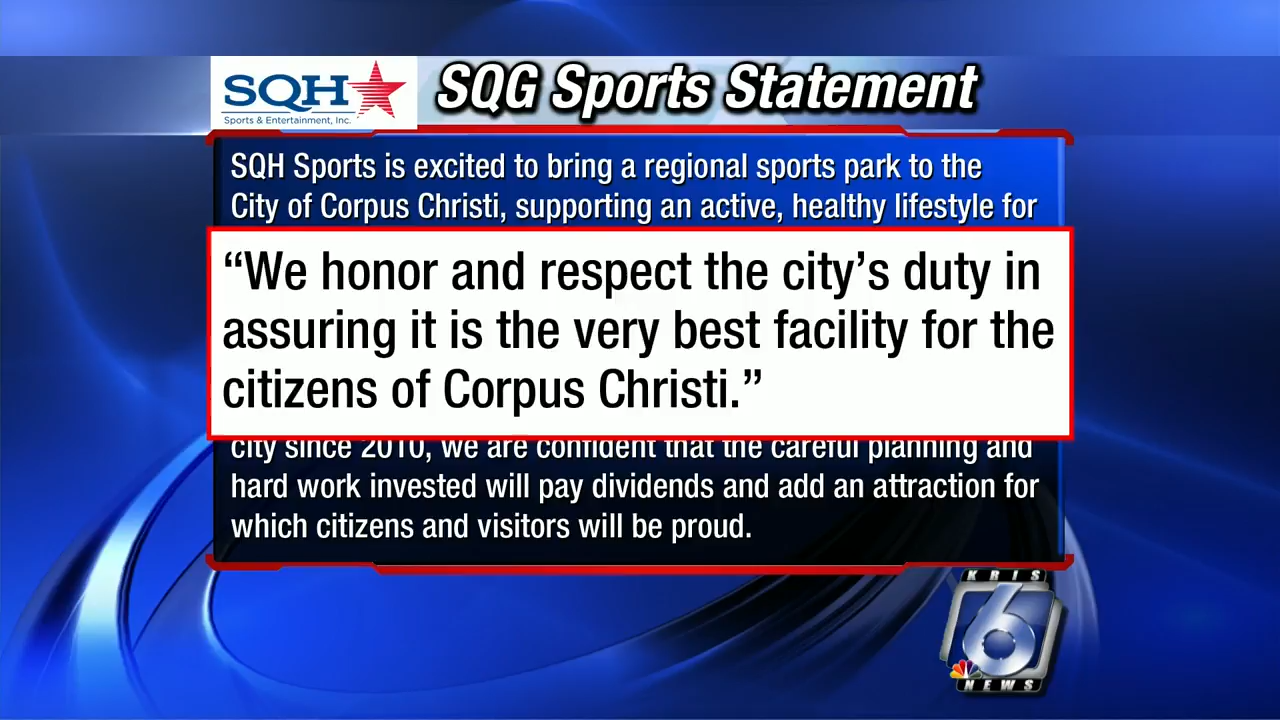 SQH
Sports & Entertainment, Inc.
SQG Sports Statement
SQH Sports is excited to bring a regional sports park to the
City of Corpus Christi, supporting an active, healthy lifestyle for
“We honor and respect the city’s duty in
assuring it is the very best facility for the
citizens of Corpus Christi.”
city since 2010, we are confident that the careful planning and
hard work invested will pay dividends and add an attraction for
which citizens and visitors will be proud.
KRIS
6
NEWS